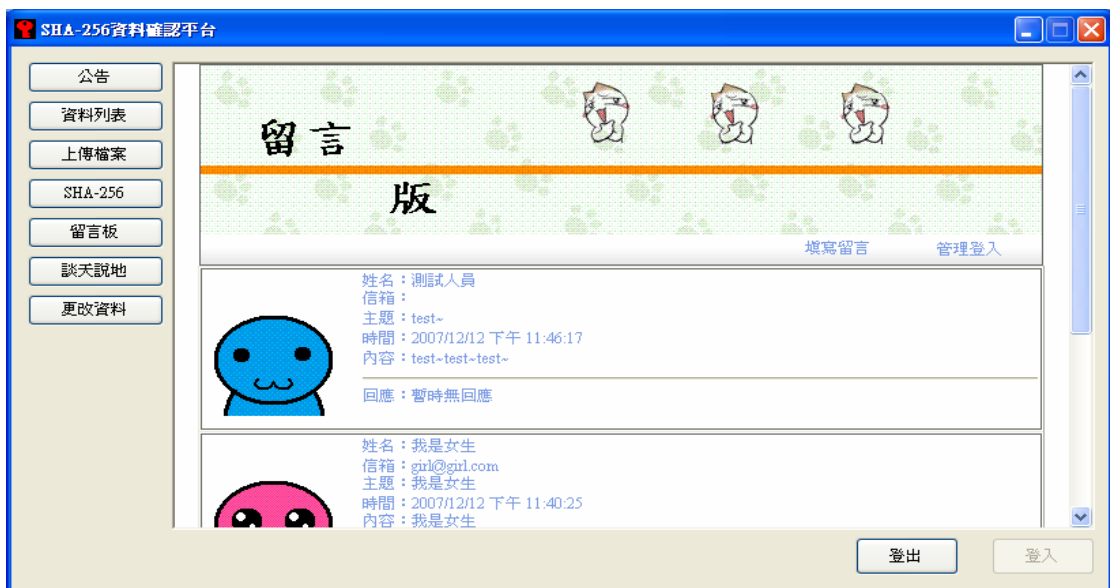 SHA-256資料確認平台
公告
資料列表
上傳檔案
SHA-256
留言板
談天說地
更改資料
留言
版
填寫留言 管理登入
姓名：測試人員
信箱：
主題：test~
時間：2007/12/12 下午 11:46:17
內容：test~test~test~
回應：暫時無回應
姓名：我是女生
信箱：girl@girl.com
主題：我是女生
時間：2007/12/12 下午 11:40:25
內容：我是女生
登出 登入